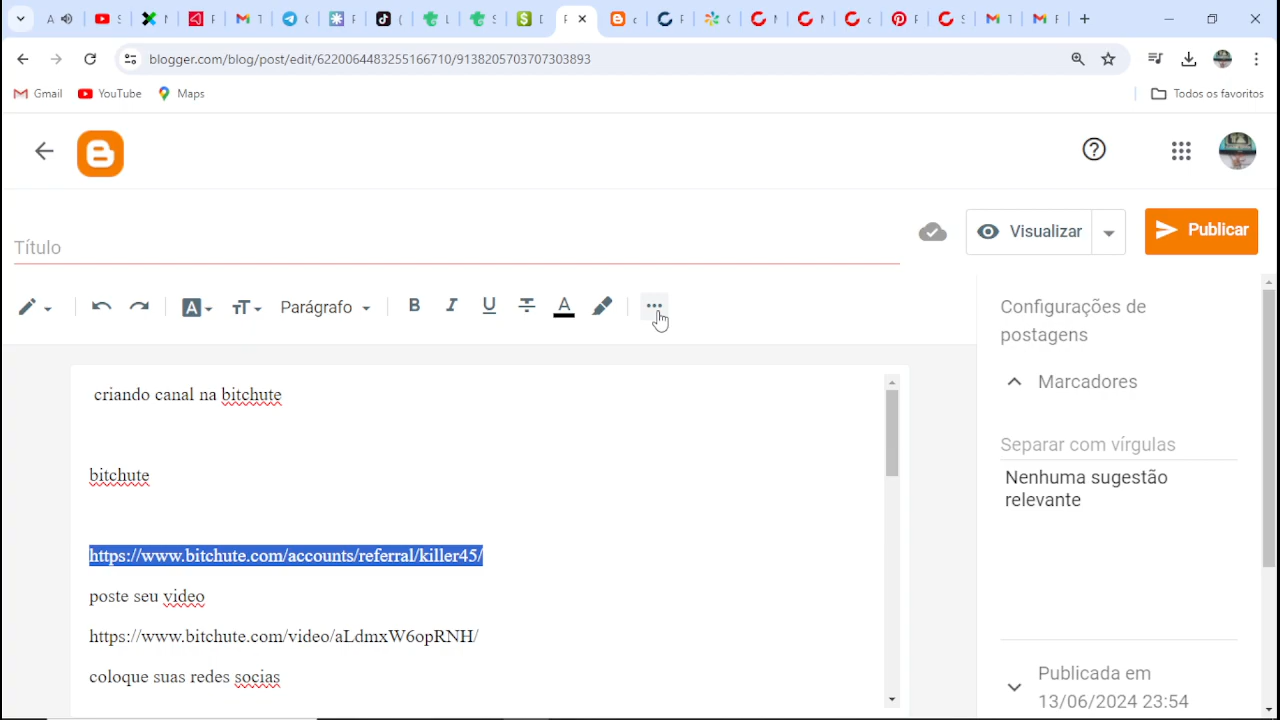 blogger.com/blog/post/edit/6220064483255166710/9138205703707303893
Gmail
YouTube
Maps
Todos os favoritos
Título
Visualizar
Publicar
Parágrafo
B
I
U
A
criando canal na bitchute
bitchute
https://www.bitchute.com/accounts/referral/killer45/
poste seu video
https://www.bitchute.com/video/aLdmxW6opRNH/
coloque suas redes socias
Configurações de
postagens
Marcadores
Separar com vírgulas
Nenhuma sugestão
relevante
Publicada em
13/06/2024 23:54